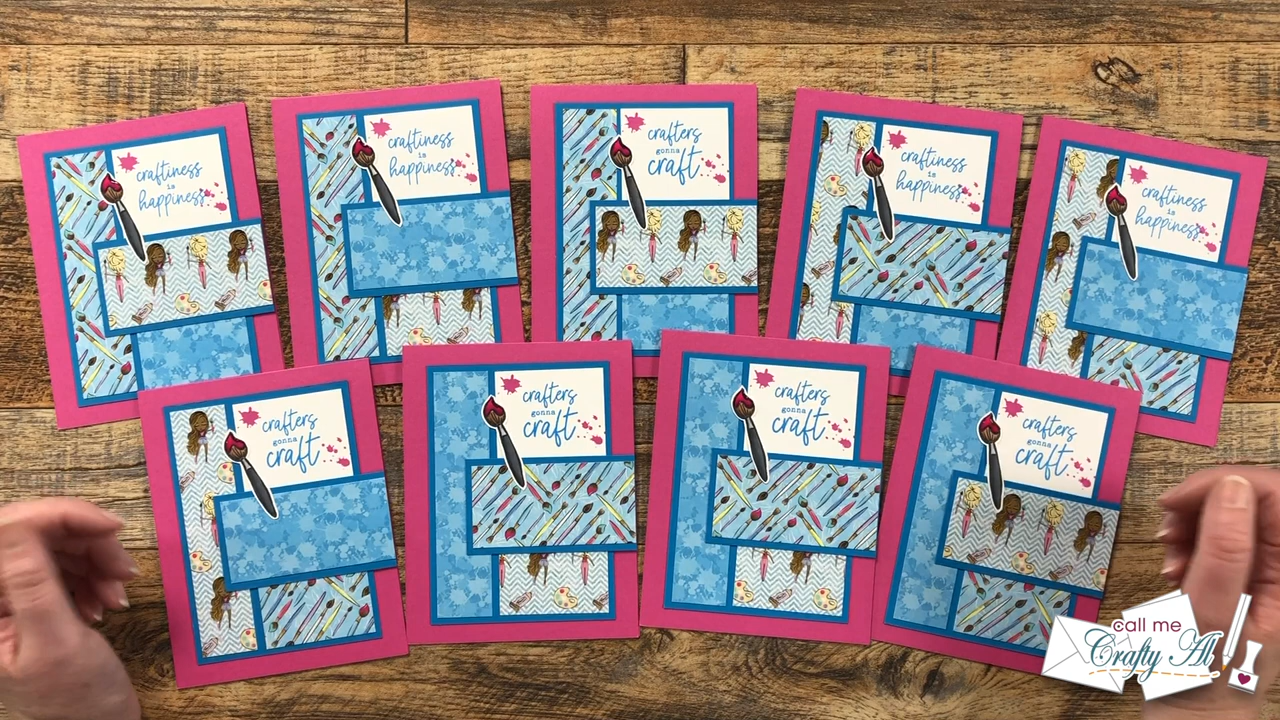 craftiness
is
happiness
craftiness
is
happiness
crafters
gonna
craft
craftiness
is
happiness
craftiness
is
happiness
crafters
gonna
craft
crafters
gonna
craft
crafters
gonna
craft
crafters
gonna
craft
call me
Crafty Al